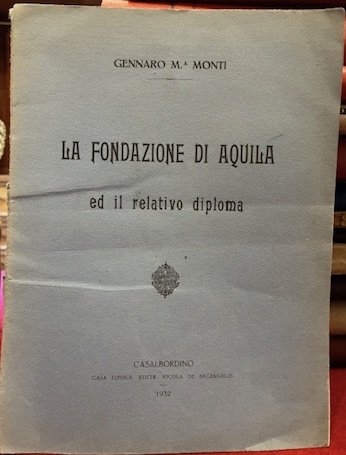 GENNARO M.ª MONTI
LA FONDAZIONE DI AQUILA
ed il relativo diploma
CASALBORDINO
CASA TIPOGR. EDITR. NICOLA DE ARCANGELIS
1932